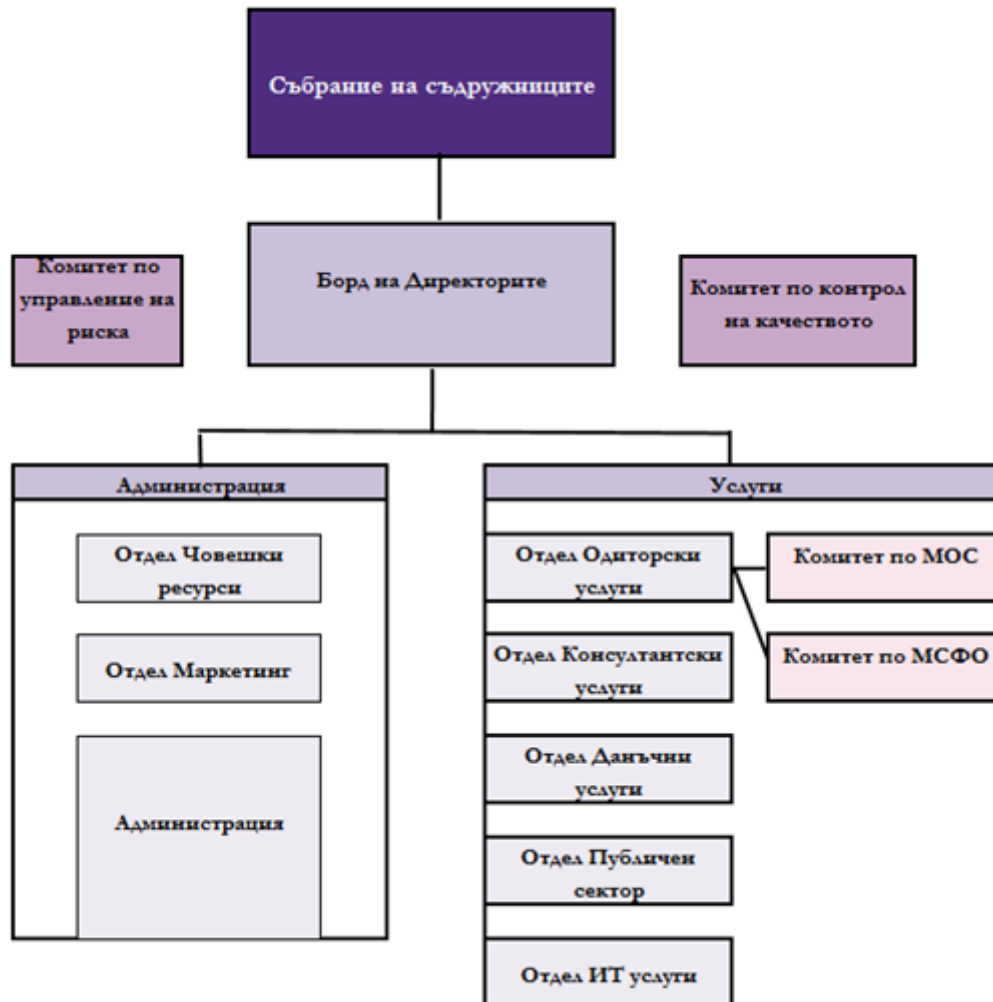 Събрание на съдружниците
Комитет по
управление на
риска
Борд на Директорите
Комитет по контрол
на качеството
Администрация
Отдел Човешки
ресурси
Отдел Маркетинг
Администрация
Услуги
Отдел Одиторски
услуги
Комитет по МОС
Отдел Консултантски
услуги
Комитет по МСФО
Отдел Данъчни
услуги
Отдел Публичен
сектор
Отдел ИТ услуги